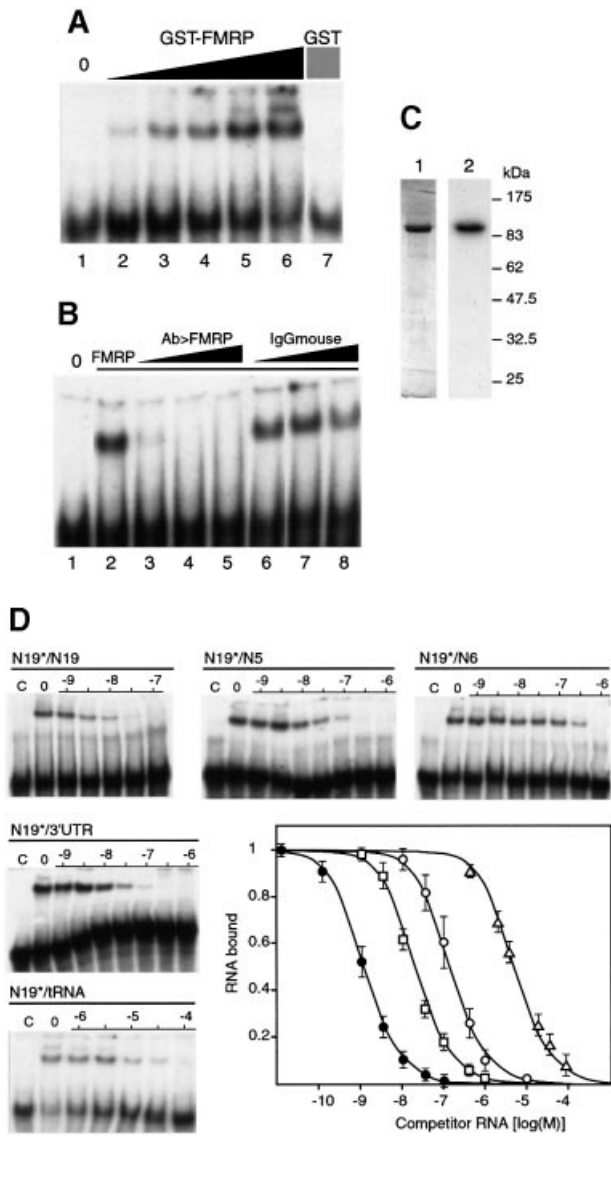 A
GST-FMRP GST
0
1 2 3 4 5 6 7
B
Ab>FMRP IgGmouse
0 FMRP
1 2 3 4 5 6 7 8
C
1 2 kDa
175
83
62
47.5
32.5
25
D
N19*/N19
C 0 -9 -8 -7
N19*/N5
C 0 -9 -8 -7 -6
N19*/N6
C 0 -9 -8 -7 -6
N19*/3'UTR
C 0 -9 -8 -7 -6
N19*/tRNA
C 0 -6 -5 -4
RNA bound
1
0.8
0.6
0.4
0.2
-10 -9 -8 -7 -6 -5 -4
Competitor RNA [log(M)]